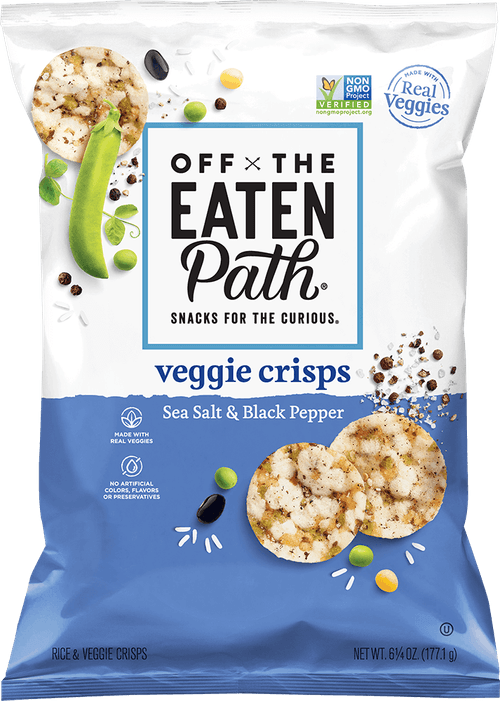 NON
GMO
Project
VERIFIED
nongmoproject.org
MADE WITH
Real
Veggies
OFF × THE
EATEN
Path®
SNACKS FOR THE CURIOUS®
veggie crisps
Sea Salt & Black Pepper
MADE WITH
REAL VEGGIES
NO ARTIFICIAL
COLORS, FLAVORS
OR PRESERVATIVES
U
RICE & VEGGIE CRISPS
NET WT. 6¼ OZ. (177.1 g)